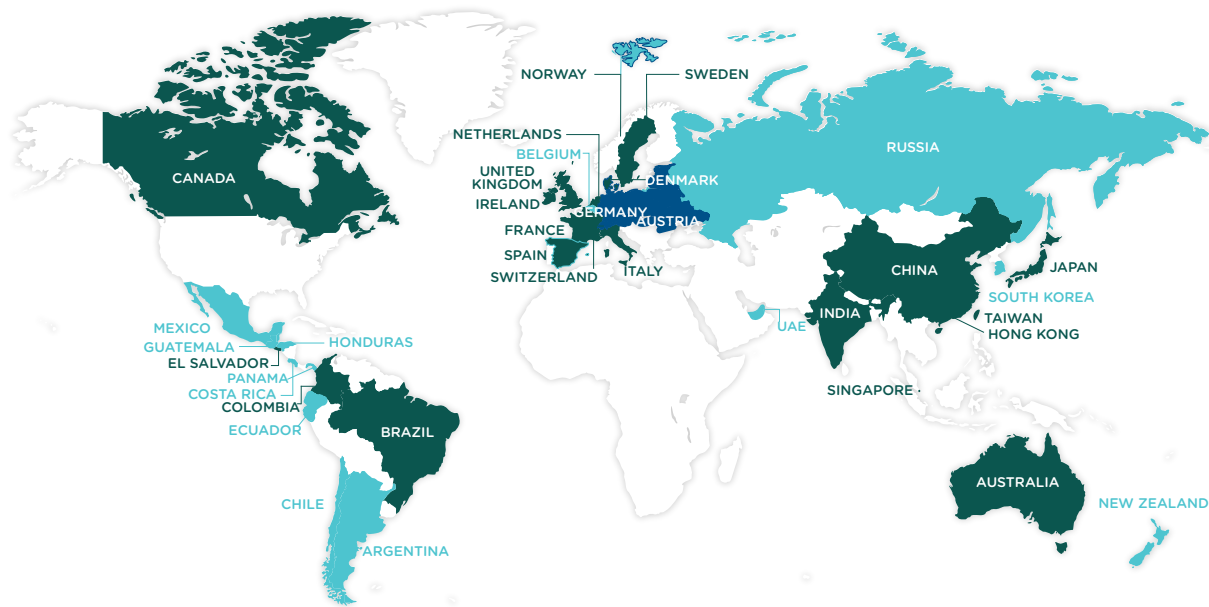 NORWAY
SWEDEN
NETHERLANDS
BELGIUM
RUSSIA
UNITED
KINGDOM
CANADA
DENMARK
IRELAND
GERMANY
AUSTRIA
FRANCE
SPAIN
SWITZERLAND
ITALY
CHINA
JAPAN
SOUTH KOREA
INDIA
TAIWAN
UAE
HONG KONG
MEXICO
HONDURAS
GUATEMALA
EL SALVADOR
PANAMA
COSTA RICA
SINGAPORE
COLOMBIA
ECUADOR
BRAZIL
AUSTRALIA
CHILE
NEW ZEALAND
ARGENTINA